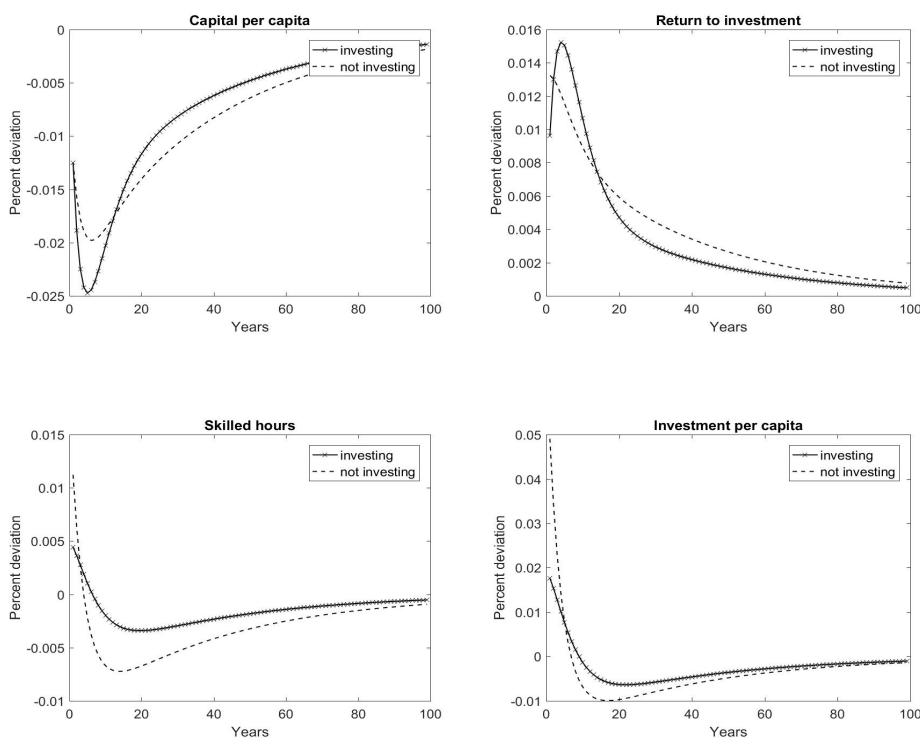 Capital per capita
0
-0.005
-0.01
-0.015
-0.02
-0.025
Percent deviation
investing
not investing
0 20 40 60 80 100
Years
Return to investment
0.016
0.014
0.012
0.01
0.008
0.006
0.004
0.002
0
Percent deviation
investing
not investing
0 20 40 60 80 100
Years
Skilled hours
0.015
0.01
0.005
0
-0.005
-0.01
Percent deviation
investing
not investing
0 20 40 60 80 100
Years
Investment per capita
0.05
0.04
0.03
0.02
0.01
0
-0.01
Percent deviation
investing
not investing
0 20 40 60 80 100
Years